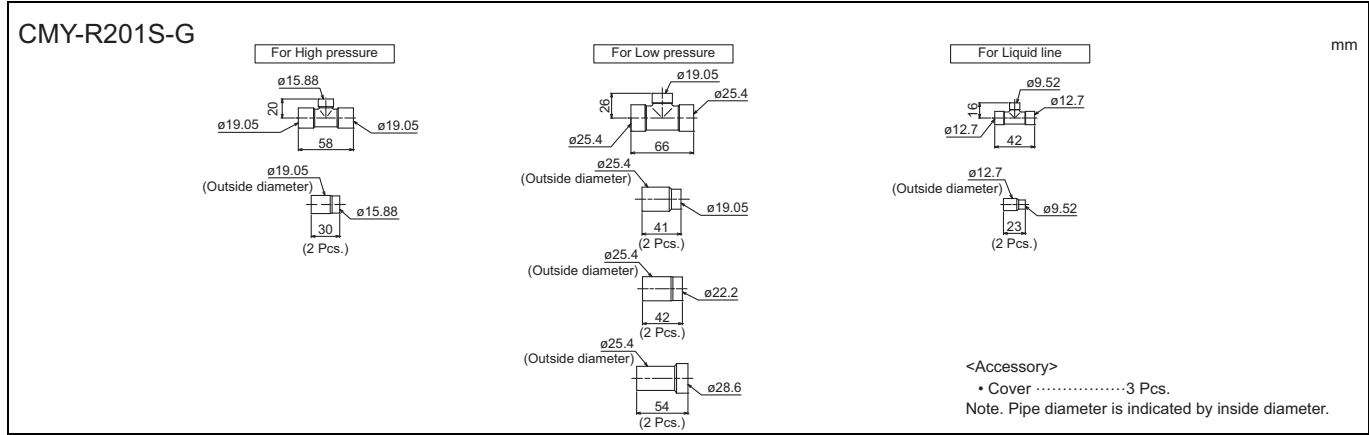 CMY-R201S-G
mm
For High pressure
ø15.88
20
ø19.05
ø19.05
58
ø19.05
(Outside diameter)
ø15.88
30
(2 Pcs.)
For Low pressure
ø19.05
26
ø25.4
ø25.4
66
ø25.4
(Outside diameter)
ø19.05
41
(2 Pcs.)
ø25.4
(Outside diameter)
ø22.2
42
(2 Pcs.)
ø25.4
(Outside diameter)
ø28.6
54
(2 Pcs.)
For Liquid line
ø9.52
16
ø12.7
ø12.7
42
ø12.7
(Outside diameter)
ø9.52
23
(2 Pcs.)
<Accessory>
• Cover ·················3 Pcs.
Note. Pipe diameter is indicated by inside diameter.